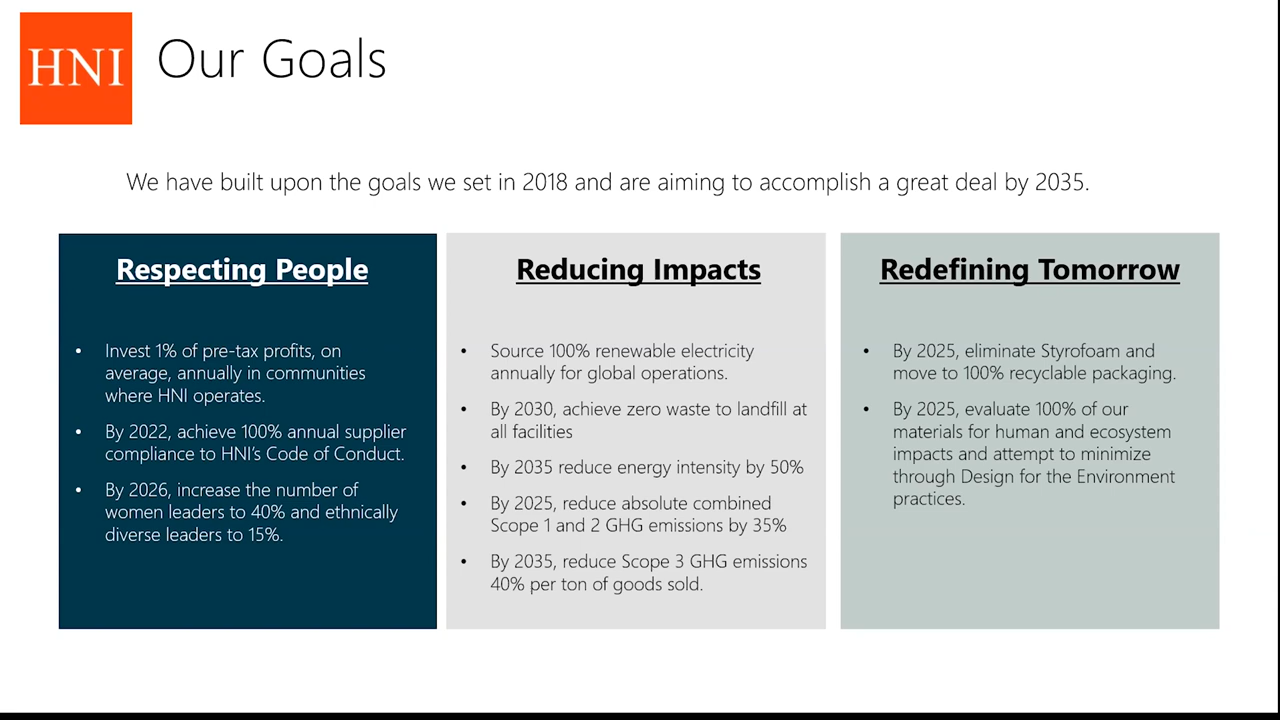 HNI
Our Goals
We have built upon the goals we set in 2018 and are aiming to accomplish a great deal by 2035.
Respecting People
• Invest 1% of pre-tax profits, on
average, annually in communities
where HNI operates.
• By 2022, achieve 100% annual supplier
compliance to HNI’s Code of Conduct.
• By 2026, increase the number of
women leaders to 40% and ethnically
diverse leaders to 15%.
Reducing Impacts
• Source 100% renewable electricity
annually for global operations.
• By 2030, achieve zero waste to landfill at
all facilities
• By 2035 reduce energy intensity by 50%
• By 2025, reduce absolute combined
Scope 1 and 2 GHG emissions by 35%
• By 2035, reduce Scope 3 GHG emissions
40% per ton of goods sold.
Redefining Tomorrow
• By 2025, eliminate Styrofoam and
move to 100% recyclable packaging.
• By 2025, evaluate 100% of our
materials for human and ecosystem
impacts and attempt to minimize
through Design for the Environment
practices.